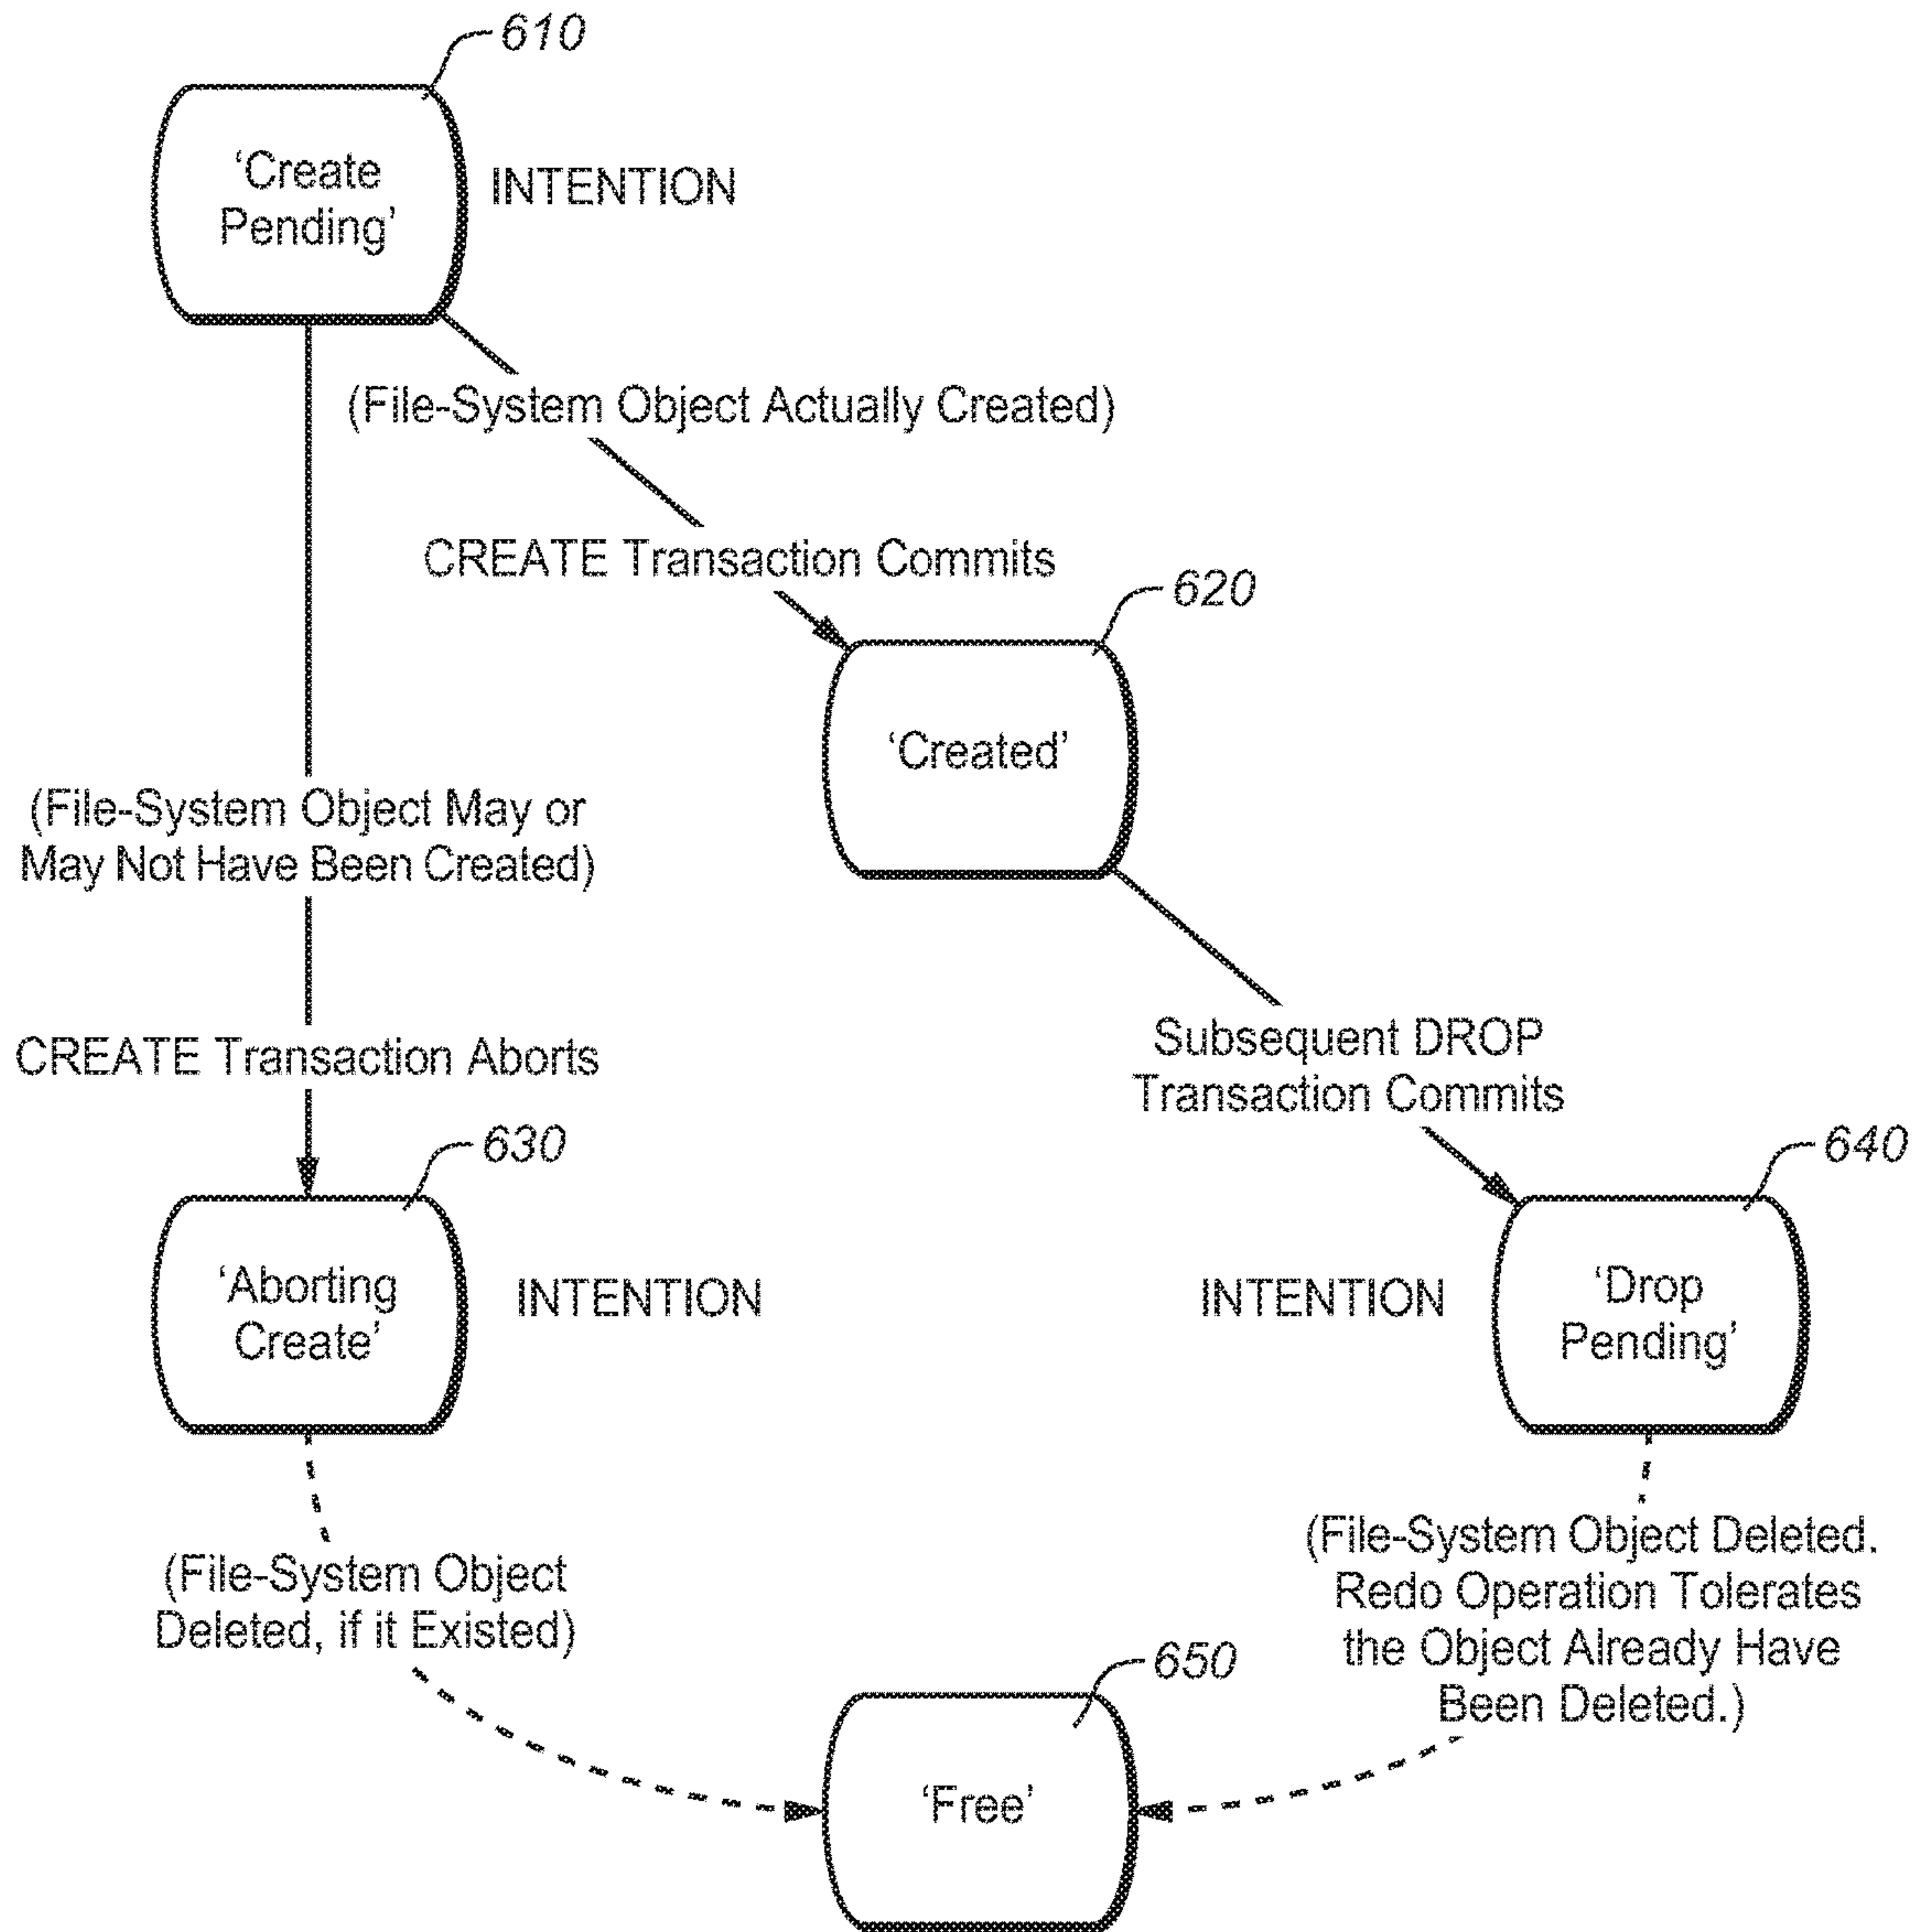 610
‘Create
Pending’
INTENTION
(File-System Object Actually Created)
CREATE Transaction Commits
620
‘Created’
(File-System Object May or
May Not Have Been Created)
CREATE Transaction Aborts
Subsequent DROP
Transaction Commits
630
‘Aborting
Create’
INTENTION
640
INTENTION
‘Drop
Pending’
(File-System Object
Deleted, if it Existed)
(File-System Object Deleted.
Redo Operation Tolerates
the Object Already Have
Been Deleted.)
650
‘Free’